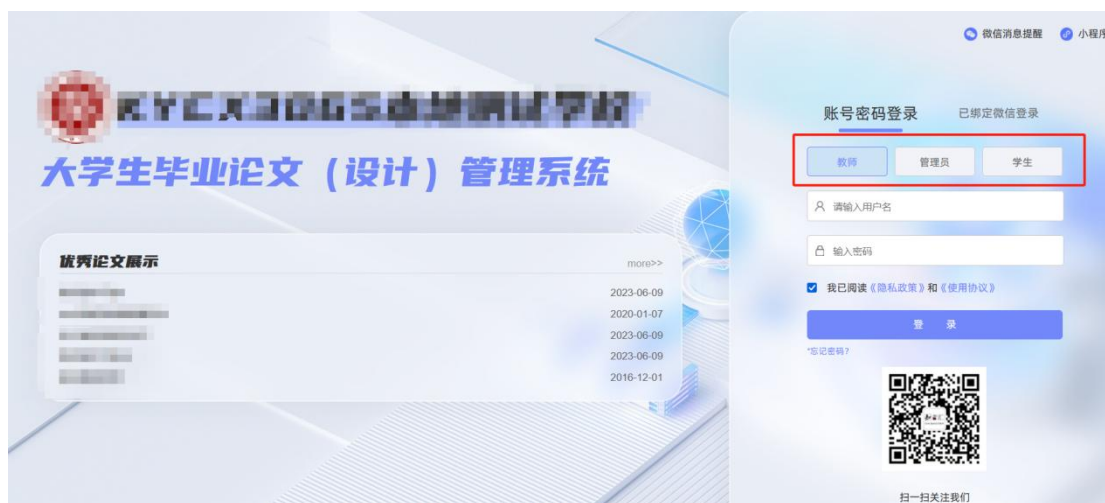 微信消息提醒 小程序
大学生毕业论文（设计）管理系统
优秀论文展示 more>>
2023-06-09
2020-01-07
2023-06-09
2023-06-09
2016-12-01
账号密码登录 已绑定微信登录
教师 管理员 学生
请输入用户名
输入密码
我已阅读《隐私政策》和《使用协议》
登 录
*忘记密码?
扫一扫关注我们